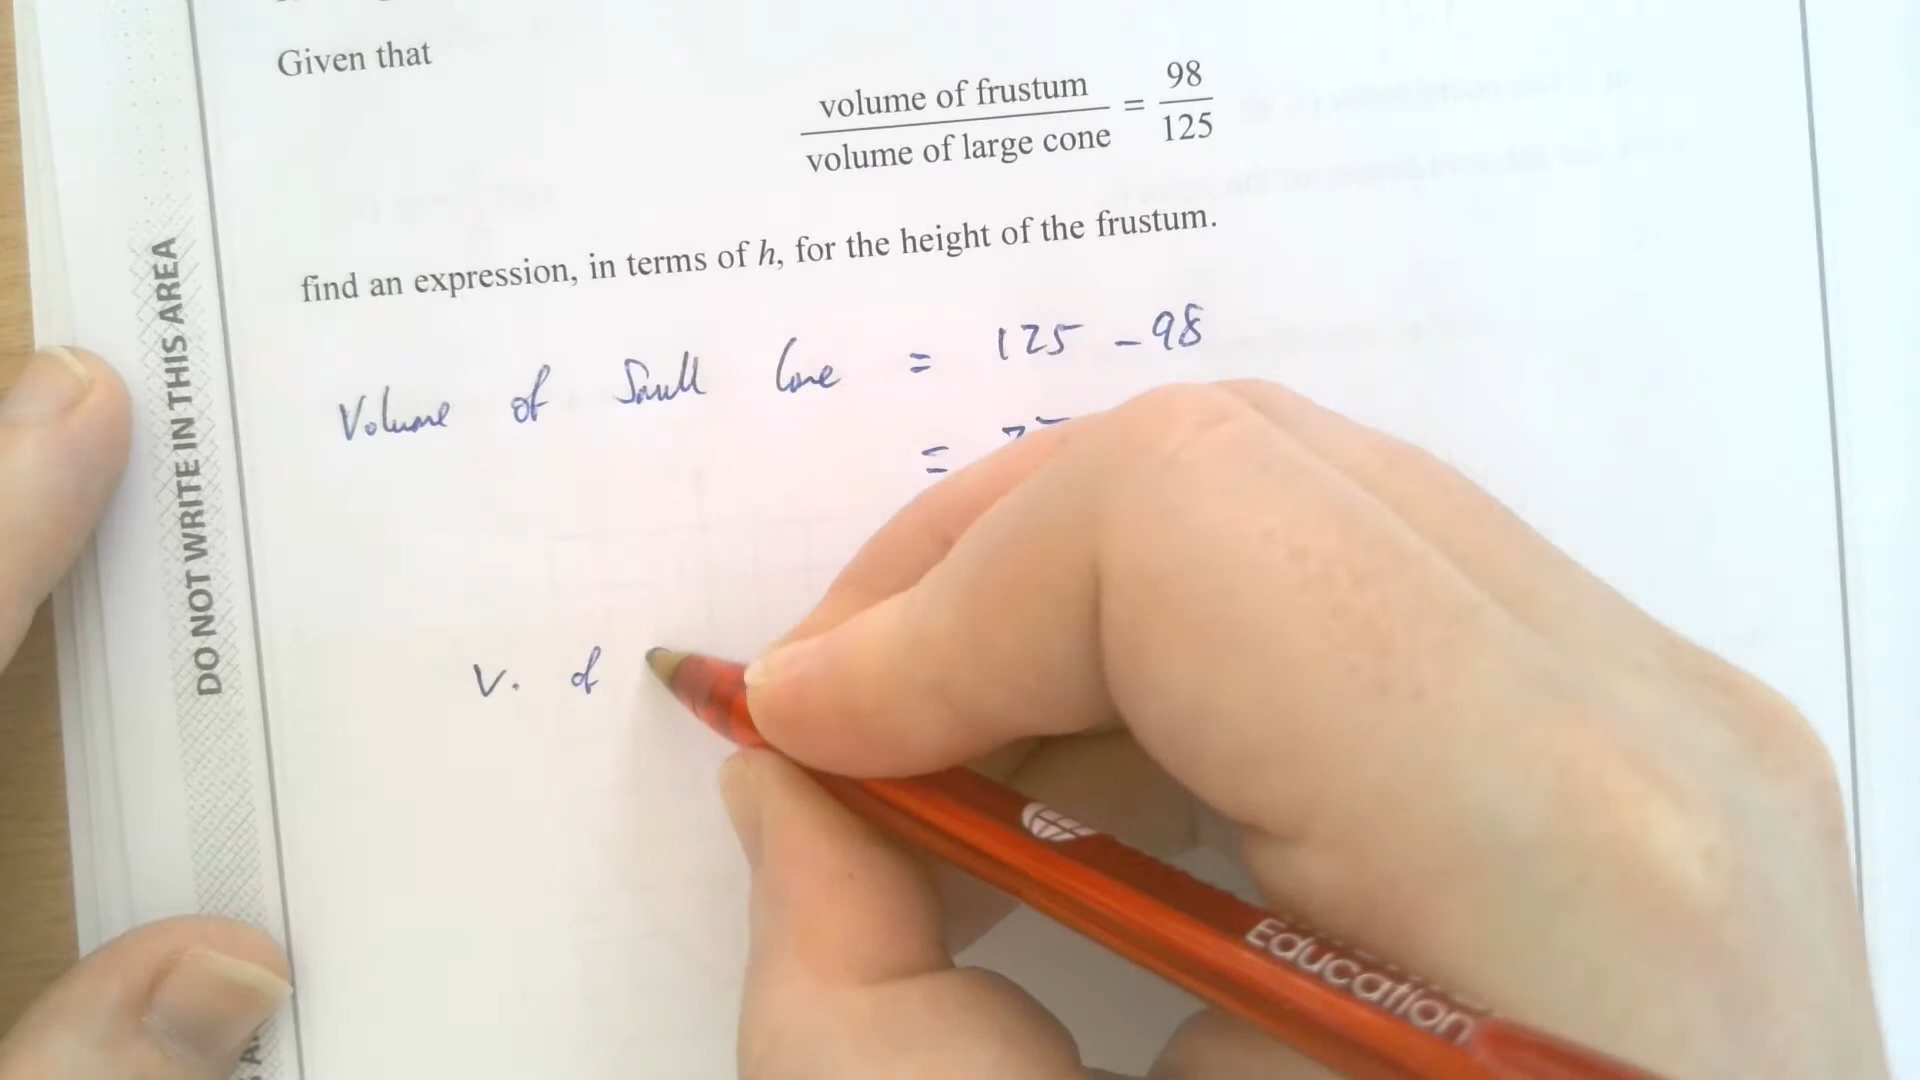 Given that
volume of frustum
volume of large cone
=
98
125
find an expression, in terms of h, for the height of the frustum.
Volume of Small Cone = 125 - 98
=
V. of
DO NOT WRITE IN THIS AREA
Education